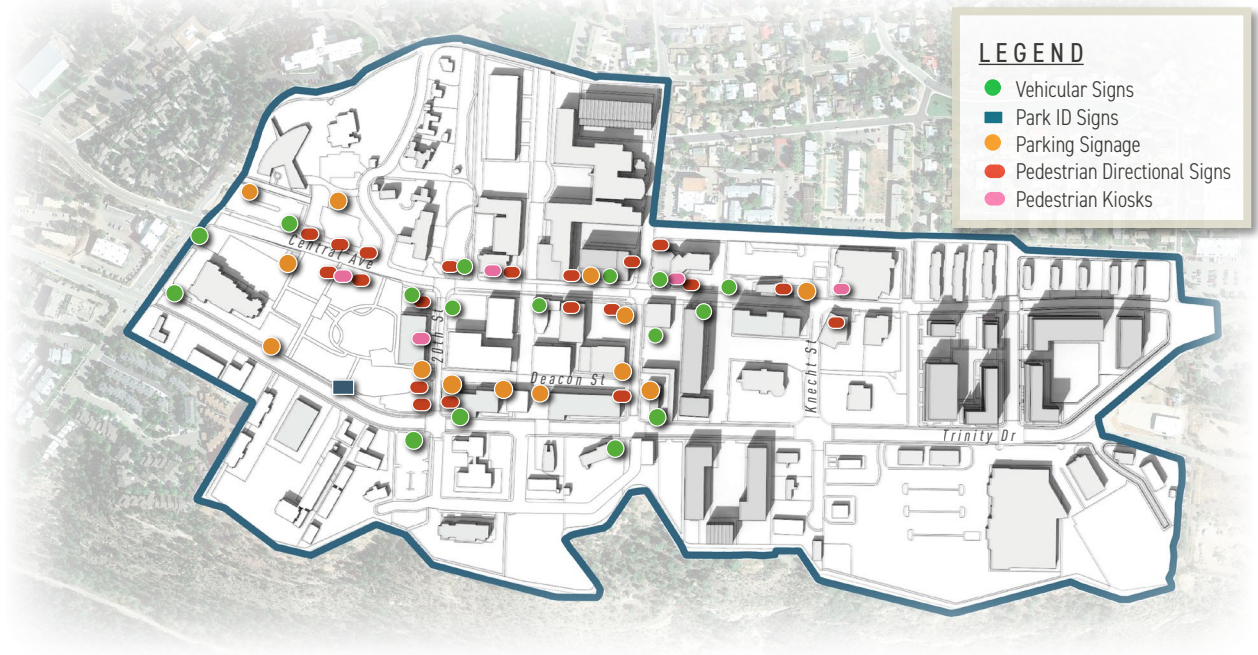 LEGEND
Vehicular Signs
Park ID Signs
Parking Signage
Pedestrian Directional Signs
Pedestrian Kiosks
Central Ave
20th St
Deacon St
Knecht St
Trinity Dr